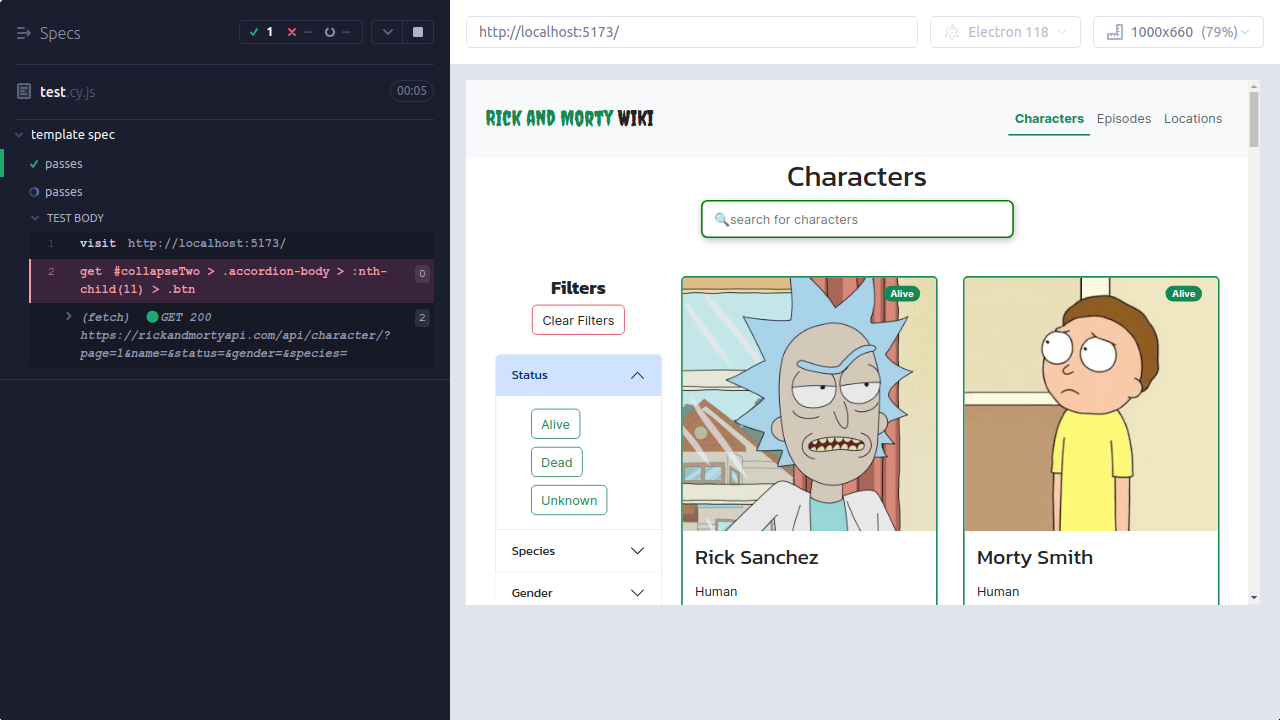 Specs
1
--
--
test.cy.js
00:05
template spec
passes
passes
TEST BODY
1 visit http://localhost:5173/
2 get #collapseTwo > .accordion-body > :nth-
child(11) > .btn
0
(fetch) GET 200
https://rickandmortyapi.com/api/character/?
page=1&name=&status=&gender=&species=
2
http://localhost:5173/
Electron 118
1000x660 (79%)
RICK AND MORTY WIKI
Characters Episodes Locations
Characters
🔍search for characters
Filters
Clear Filters
Status
Alive
Dead
Unknown
Species
Gender
Alive
Rick Sanchez
Human
Alive
Morty Smith
Human